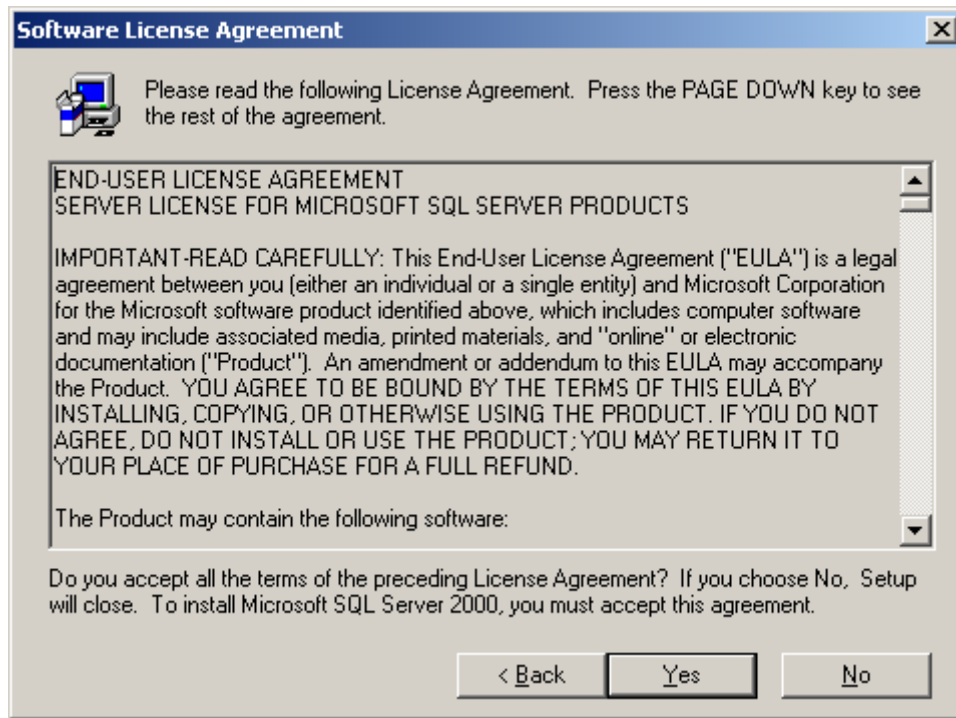 Software License Agreement
Please read the following License Agreement.  Press the PAGE DOWN key to see
the rest of the agreement.
END-USER LICENSE AGREEMENT
SERVER LICENSE FOR MICROSOFT SQL SERVER PRODUCTS
IMPORTANT-READ CAREFULLY: This End-User License Agreement ("EULA") is a legal
agreement between you (either an individual or a single entity) and Microsoft Corporation
for the Microsoft software product identified above, which includes computer software
and may include associated media, printed materials, and "online" or electronic
documentation ("Product").  An amendment or addendum to this EULA may accompany
the Product.  YOU AGREE TO BE BOUND BY THE TERMS OF THIS EULA BY
INSTALLING, COPYING, OR OTHERWISE USING THE PRODUCT. IF YOU DO NOT
AGREE, DO NOT INSTALL OR USE THE PRODUCT; YOU MAY RETURN IT TO
YOUR PLACE OF PURCHASE FOR A FULL REFUND.
The Product may contain the following software:
Do you accept all the terms of the preceding License Agreement?  If you choose No,  Setup
will close.  To install Microsoft SQL Server 2000, you must accept this agreement.
< Back
Yes
No